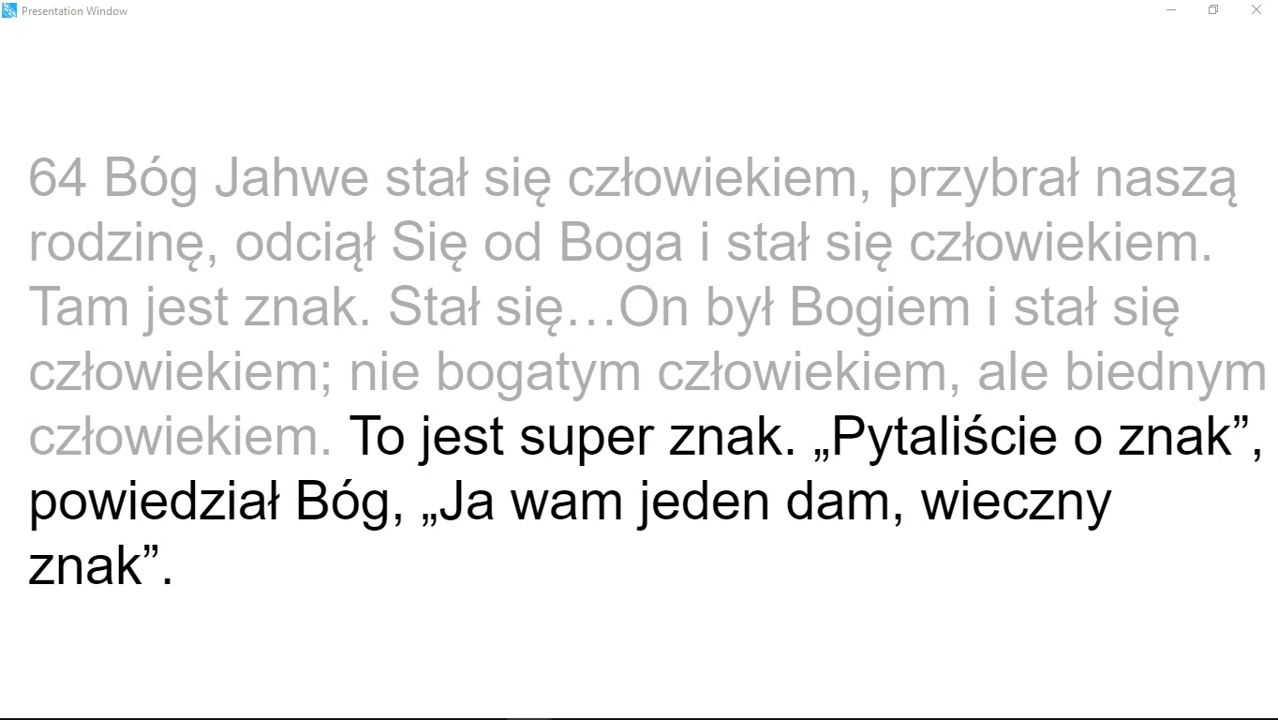 Presentation Window
64 Bóg Jahwe stał się człowiekiem, przybrał naszą
rodzinę, odciął Się od Boga i stał się człowiekiem.
Tam jest znak. Stał się…On był Bogiem i stał się
człowiekiem; nie bogatym człowiekiem, ale biednym
człowiekiem. To jest super znak. „Pytaliście o znak”,
powiedział Bóg, „Ja wam jeden dam, wieczny
znak”.